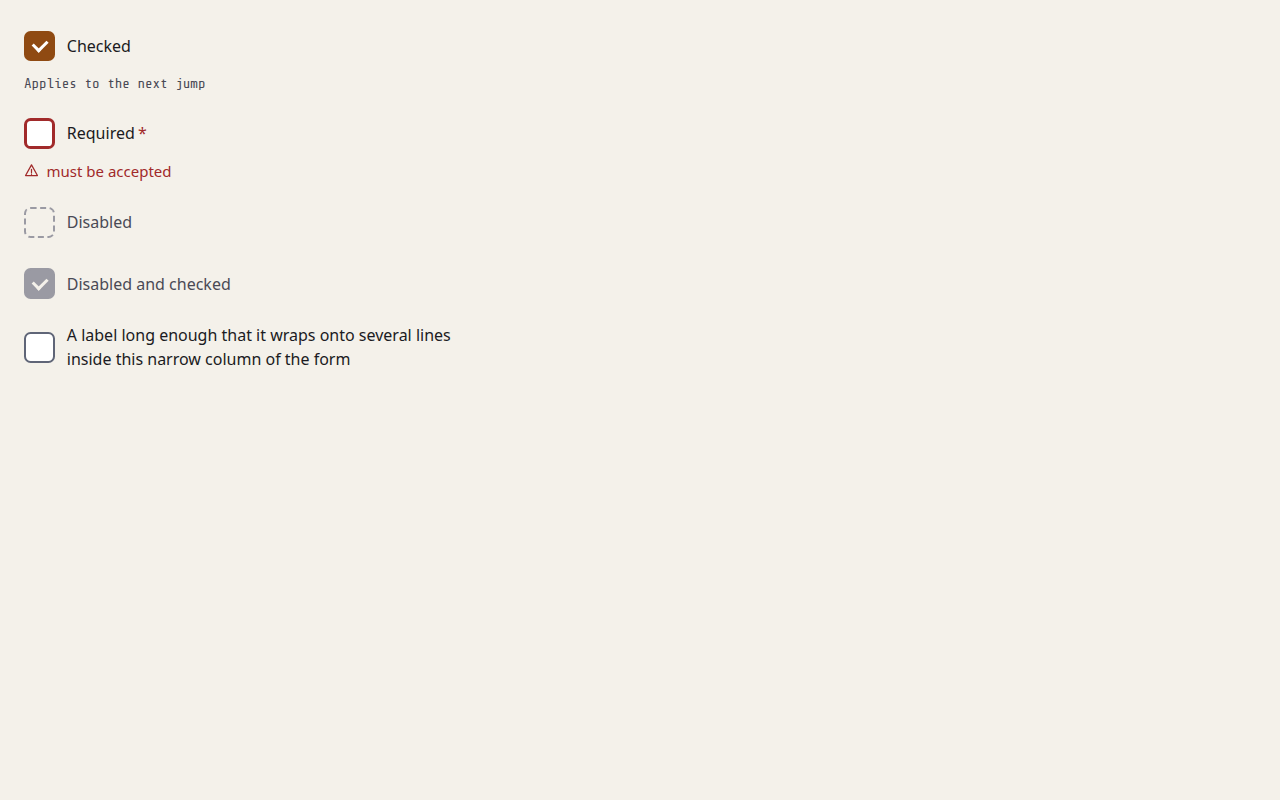 Checked
Applies to the next jump
Required *
must be accepted
Disabled
Disabled and checked
A label long enough that it wraps onto several lines
inside this narrow column of the form